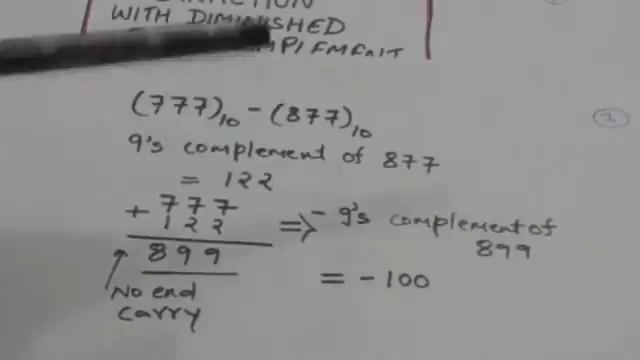 WITH DIMINISHED
(777)10 - (877)10
9's complement of 877
= 122
777
+ 122 => - 9's complement of
899
899
= - 100
No end
carry
2